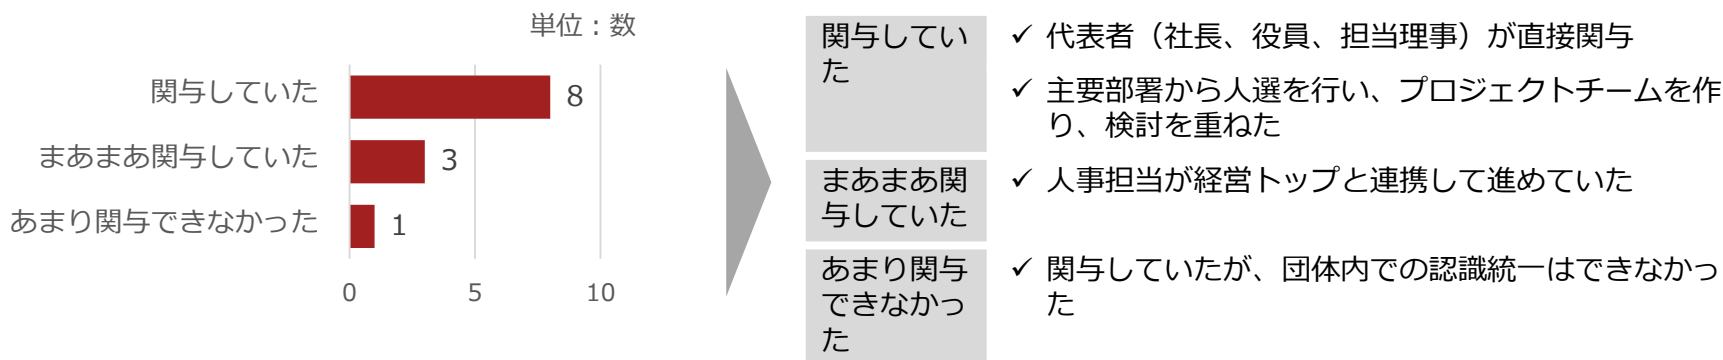 単位：数
関与していた
8
まあまあ関与していた
3
あまり関与できなかった
1
0 5 10
関与してい
た
✓ 代表者（社長、役員、担当理事）が直接関与
✓ 主要部署から人選を行い、プロジェクトチームを作
り、検討を重ねた
まあまあ関
与していた
✓ 人事担当が経営トップと連携して進めていた
あまり関与
できなかっ
た
✓ 関与していたが、団体内での認識統一はできなかっ
た